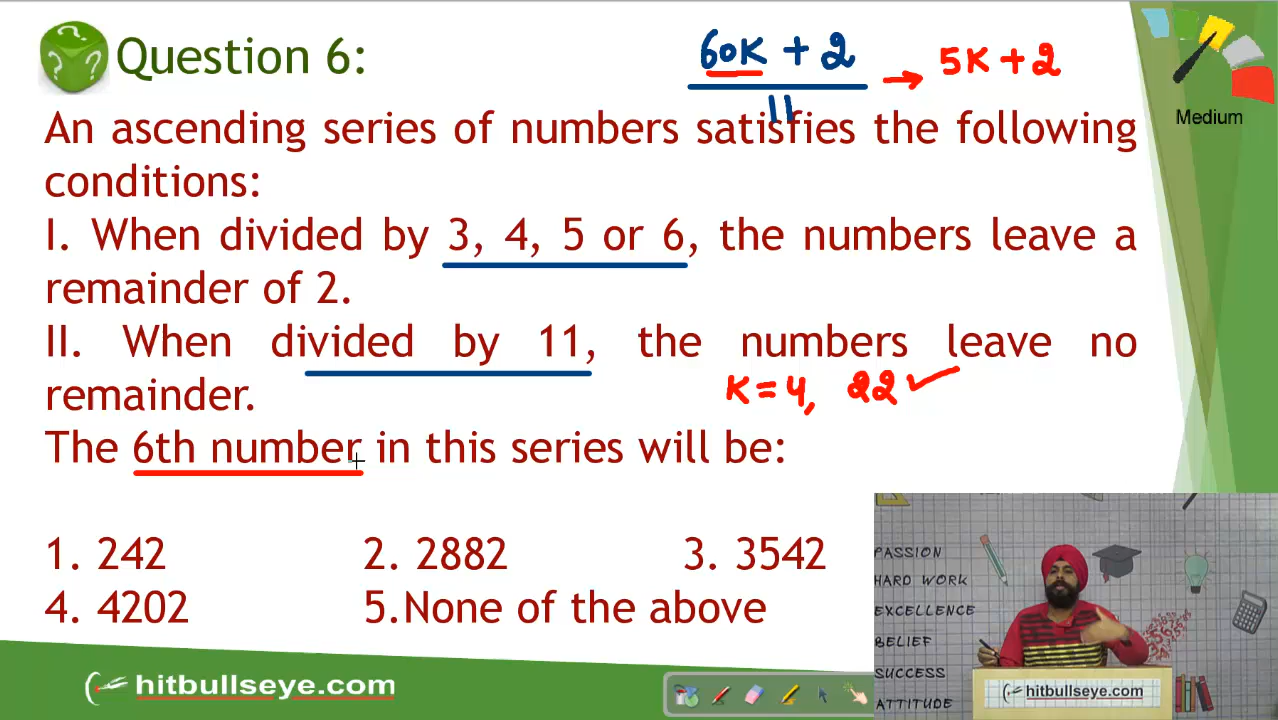 Question 6:
60K + 2
11
→ 5K + 2
Medium
An ascending series of numbers satisfies the following
conditions:
I. When divided by 3, 4, 5 or 6, the numbers leave a
remainder of 2.
II. When divided by 11, the numbers leave no
remainder.
K = 4, 22 ✓
The 6th number in this series will be:
1. 242 2. 2882 3. 3542
4. 4202 5.None of the above
PASSION
HARD WORK
EXCELLENCE
BELIEF
SUCCESS
ATTITUDE
hitbullseye.com
hitbullseye.com